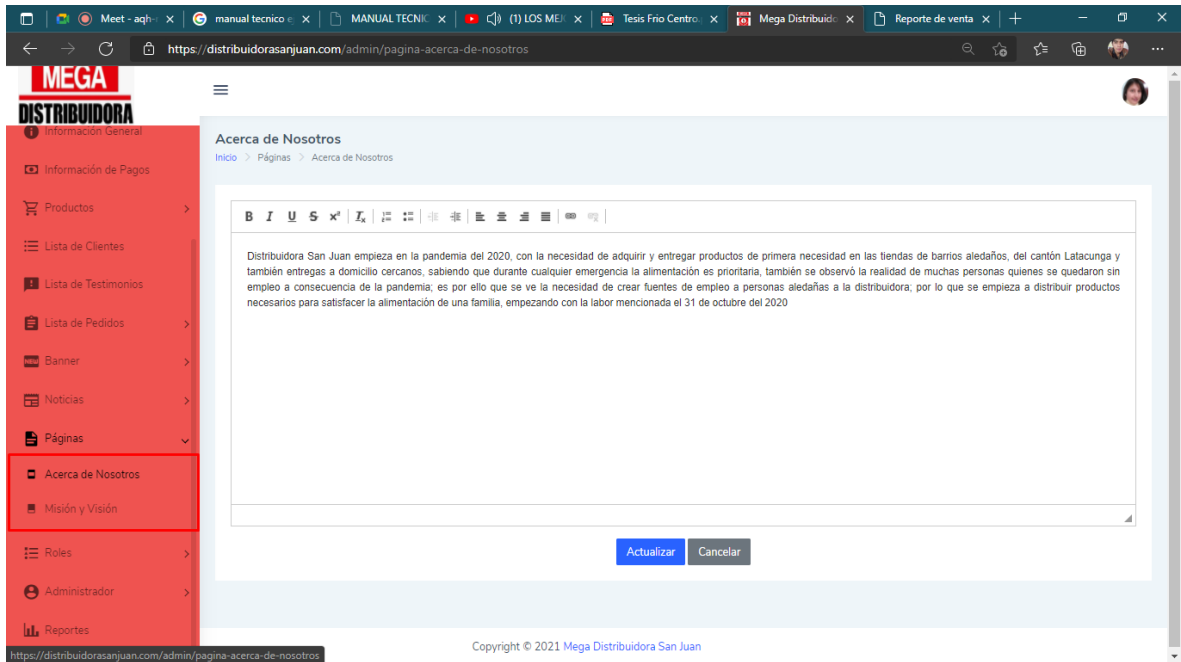 Meet - aqh-
manual tecnico e
MANUAL TECNIC
(1) LOS MEJO
Tesis Frio Centro.
Mega Distribuido
Reporte de venta
https://distribuidorasanjuan.com/admin/pagina-acerca-de-nosotros
MEGA
DISTRIBUIDORA
Información General
Información de Pagos
Productos
Lista de Clientes
Lista de Testimonios
Lista de Pedidos
NEW Banner
Noticias
Páginas
Acerca de Nosotros
Misión y Visión
Roles
Administrador
Reportes
Acerca de Nosotros
Inicio > Páginas > Acerca de Nosotros
B I U S x² Ix
Distribuidora San Juan empieza en la pandemia del 2020, con la necesidad de adquirir y entregar productos de primera necesidad en las tiendas de barrios aledaños, del cantón Latacunga y
también entregas a domicilio cercanos, sabiendo que durante cualquier emergencia la alimentación es prioritaria, también se observó la realidad de muchas personas quienes se quedaron sin
empleo a consecuencia de la pandemia; es por ello que se ve la necesidad de crear fuentes de empleo a personas aledañas a la distribuidora; por lo que se empieza a distribuir productos
necesarios para satisfacer la alimentación de una familia, empezando con la labor mencionada el 31 de octubre del 2020
Actualizar Cancelar
Copyright © 2021 Mega Distribuidora San Juan
https://distribuidorasanjuan.com/admin/pagina-acerca-de-nosotros